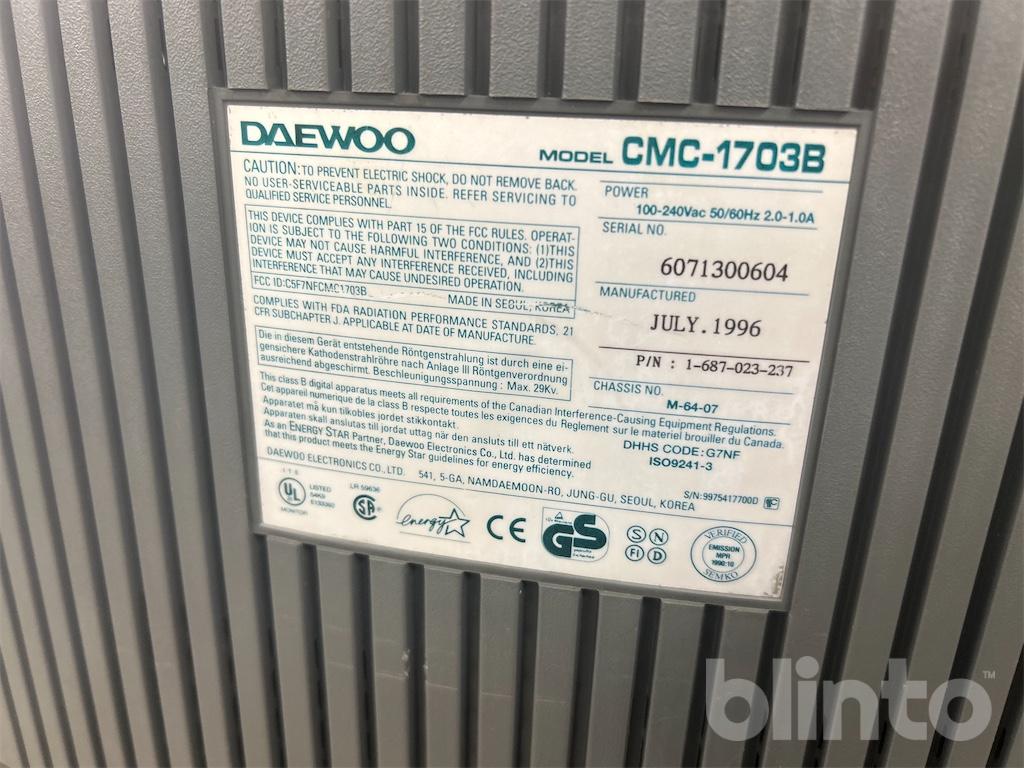 DAEWOO
MODEL CMC-1703B
CAUTION: TO PREVENT ELECTRIC SHOCK, DO NOT REMOVE BACK.
NO USER-SERVICEABLE PARTS INSIDE. REFER SERVICING TO
QUALIFIED SERVICE PERSONNEL.
THIS DEVICE COMPLIES WITH PART 15 OF THE FCC RULES. OPERAT-
ION IS SUBJECT TO THE FOLLOWING TWO CONDITIONS: (1)THIS
DEVICE MAY NOT CAUSE HARMFUL INTERFERENCE, AND (2)THIS
DEVICE MUST ACCEPT ANY INTERFERENCE RECEIVED, INCLUDING
INTERFERENCE THAT MAY CAUSE UNDESIRED OPERATION.
FCC ID:C5F7NFCMC1703B MADE IN SEOUL, KOREA
COMPLIES WITH FDA RADIATION PERFORMANCE STANDARDS, 21
CFR SUBCHAPTER J. APPLICABLE AT DATE OF MANUFACTURE.
Die in diesem Gerät entstehende Röntgenstrahlung ist durch eine ei-
gensichere Kathodenstrahlröhre nach Anlage III Röntgenverordnung
ausreichend abgeschirmt. Beschleunigungsspannung : Max. 29Kv.
POWER
100-240Vac 50/60Hz 2.0-1.0A
SERIAL NO.
6071300604
MANUFACTURED
JULY.1996
P/N : 1-687-023-237
CHASSIS NO.
M-64-07
This class B digital apparatus meets all requirements of the Canadian Interference-Causing Equipment Regulations.
Cet appareil numerique de la class B respecte toutes les exigences du Reglement sur le materiel brouiller du Canada.
Apparatet må kun tilkobles jordet stikkontakt.
Apparaten skall anslutas till jordat uttag när den ansluts till ett nätverk.
As an ENERGY STAR Partner, Daewoo Electronics Co., Ltd. has determined
that this product meets the Energy Star guidelines for energy efficiency.
DHHS CODE: G7NF
ISO9241-3
DAEWOO ELECTRONICS CO., LTD. 541, 5-GA, NAMDAEMOON-RO, JUNG-GU, SEOUL, KOREA
S/N:9975417700D
I T E
UL
LISTED
54K9
E133360
MONITOR
LR 59636
SA
energy
CE
GS
S N
FI D
VERIFIED
EMISSION
MPR
1990:10
SEMKO
blinto™